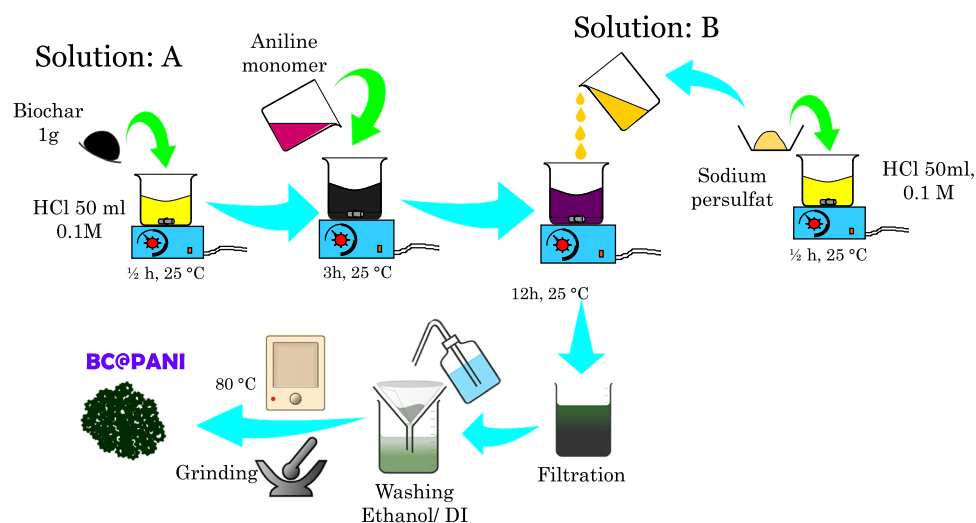 Solution: A
Biochar
1g
HCl 50 ml
0.1M
½ h, 25 °C
Aniline
monomer
3h, 25 °C
Solution: B
12h, 25 °C
Sodium
persulfat
HCl 50ml,
0.1 M
½ h, 25 °C
Filtration
Washing
Ethanol/ DI
80 °C
Grinding
BC@PANI